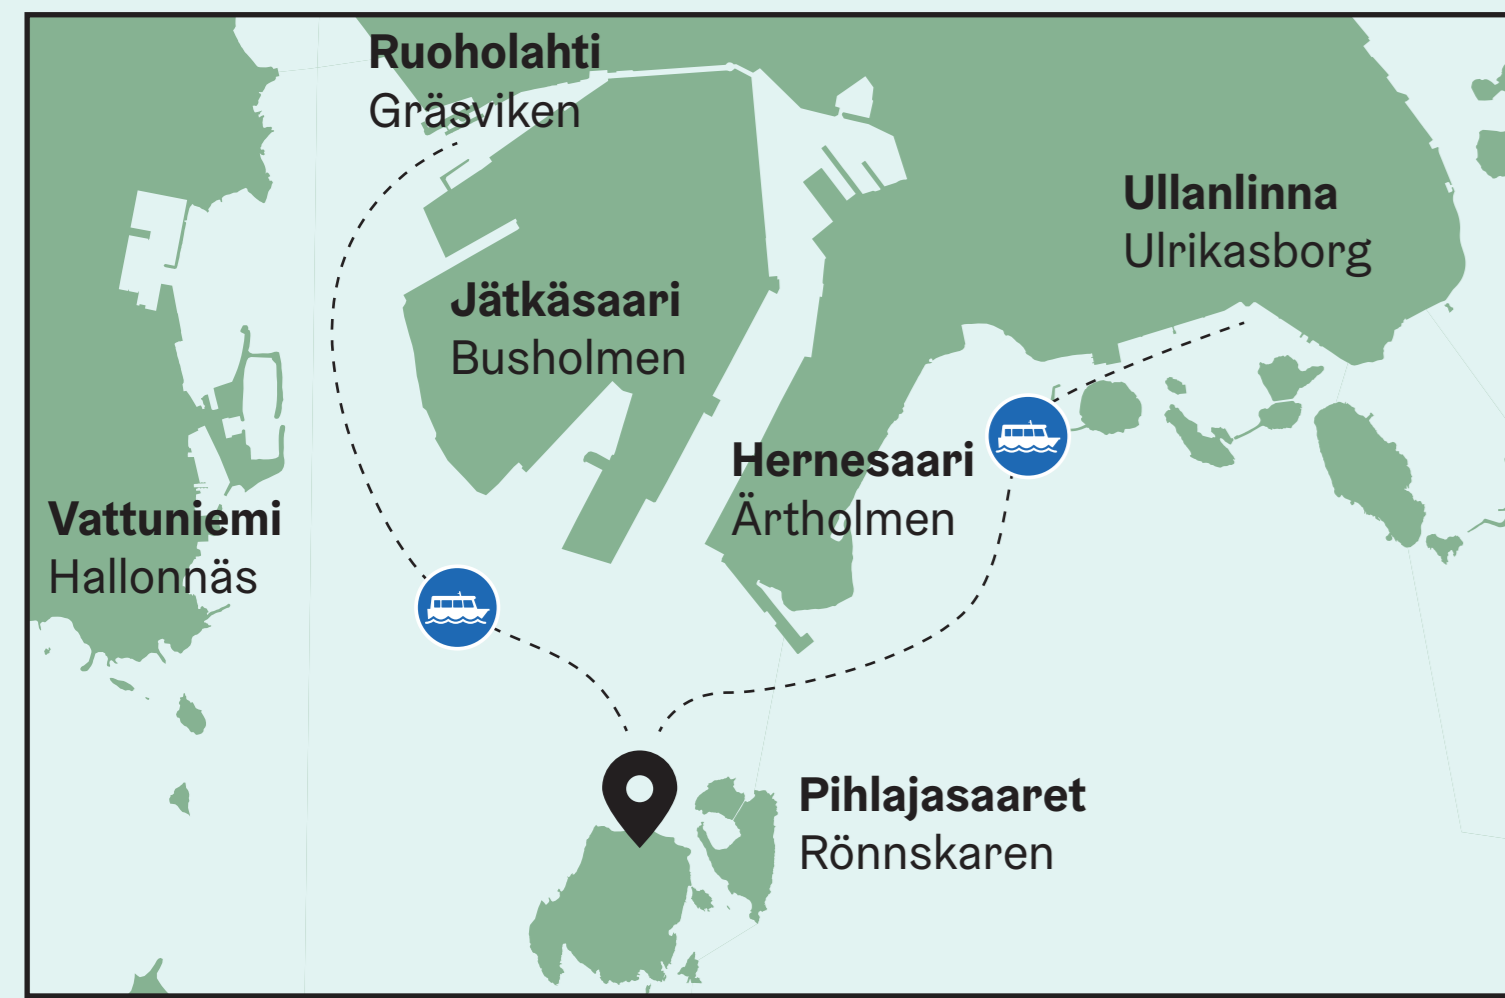 Ruoholahti
Gräsviken
Ullanlinna
Ulrikasborg
Jätkäsaari
Busholmen
Hernesaari
Ärtholmen
Vattuniemi
Hallonnäs
Pihlajasaaret
Rönnskaren